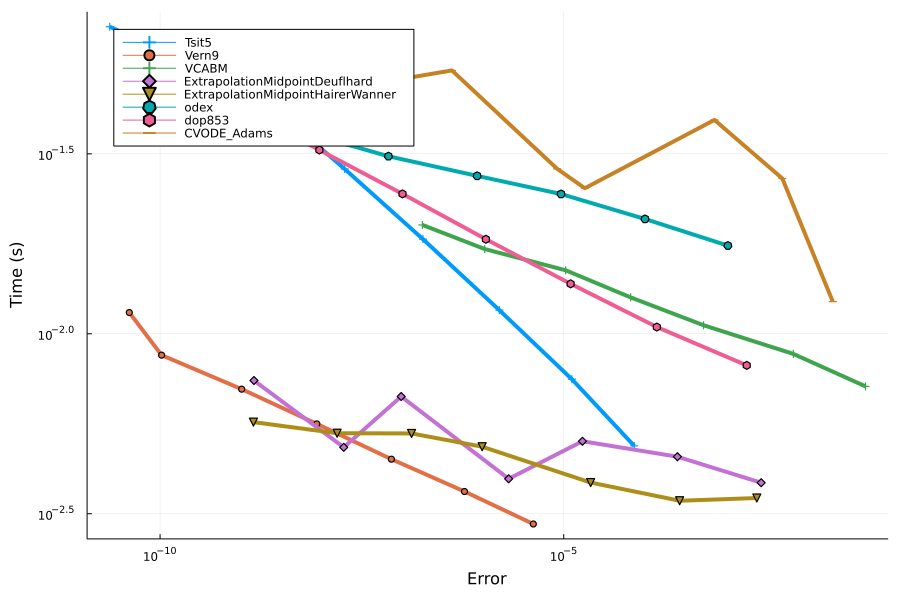 Tsit5
Vern9
VCABM
ExtrapolationMidpointDeuflhard
ExtrapolationMidpointHairerWanner
odex
dop853
CVODE_Adams
10^-1.5
10^-2.0
10^-2.5
Time (s)
10^-10
10^-5
Error